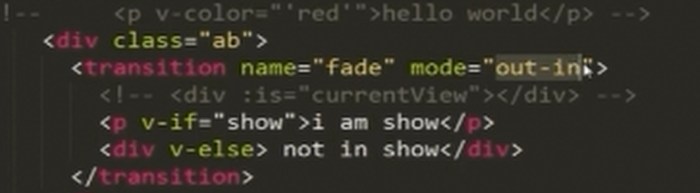 !-- <p v-color="'red'">hello world</p> -->
<div class="ab">
<transition name="fade" mode="out-in">
<!-- <div :is="currentView"></div> -->
<p v-if="show">i am show</p>
<div v-else> not in show</div>
</transition>